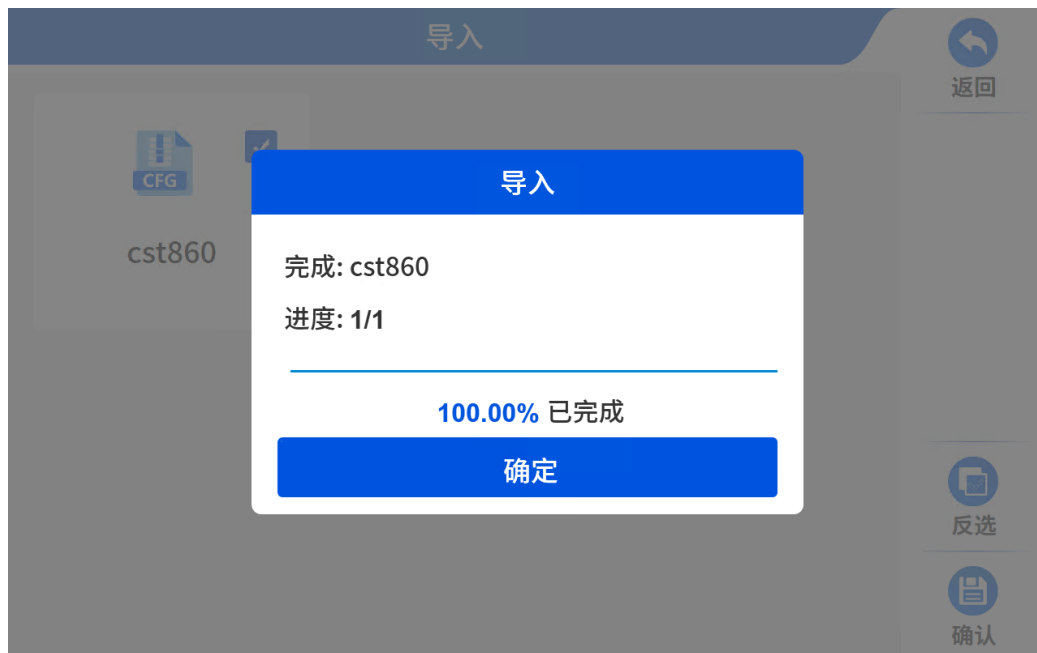 导入
返回
CFG
cst860
导入
完成: cst860
进度: 1/1
100.00% 已完成
确定
反选
确认